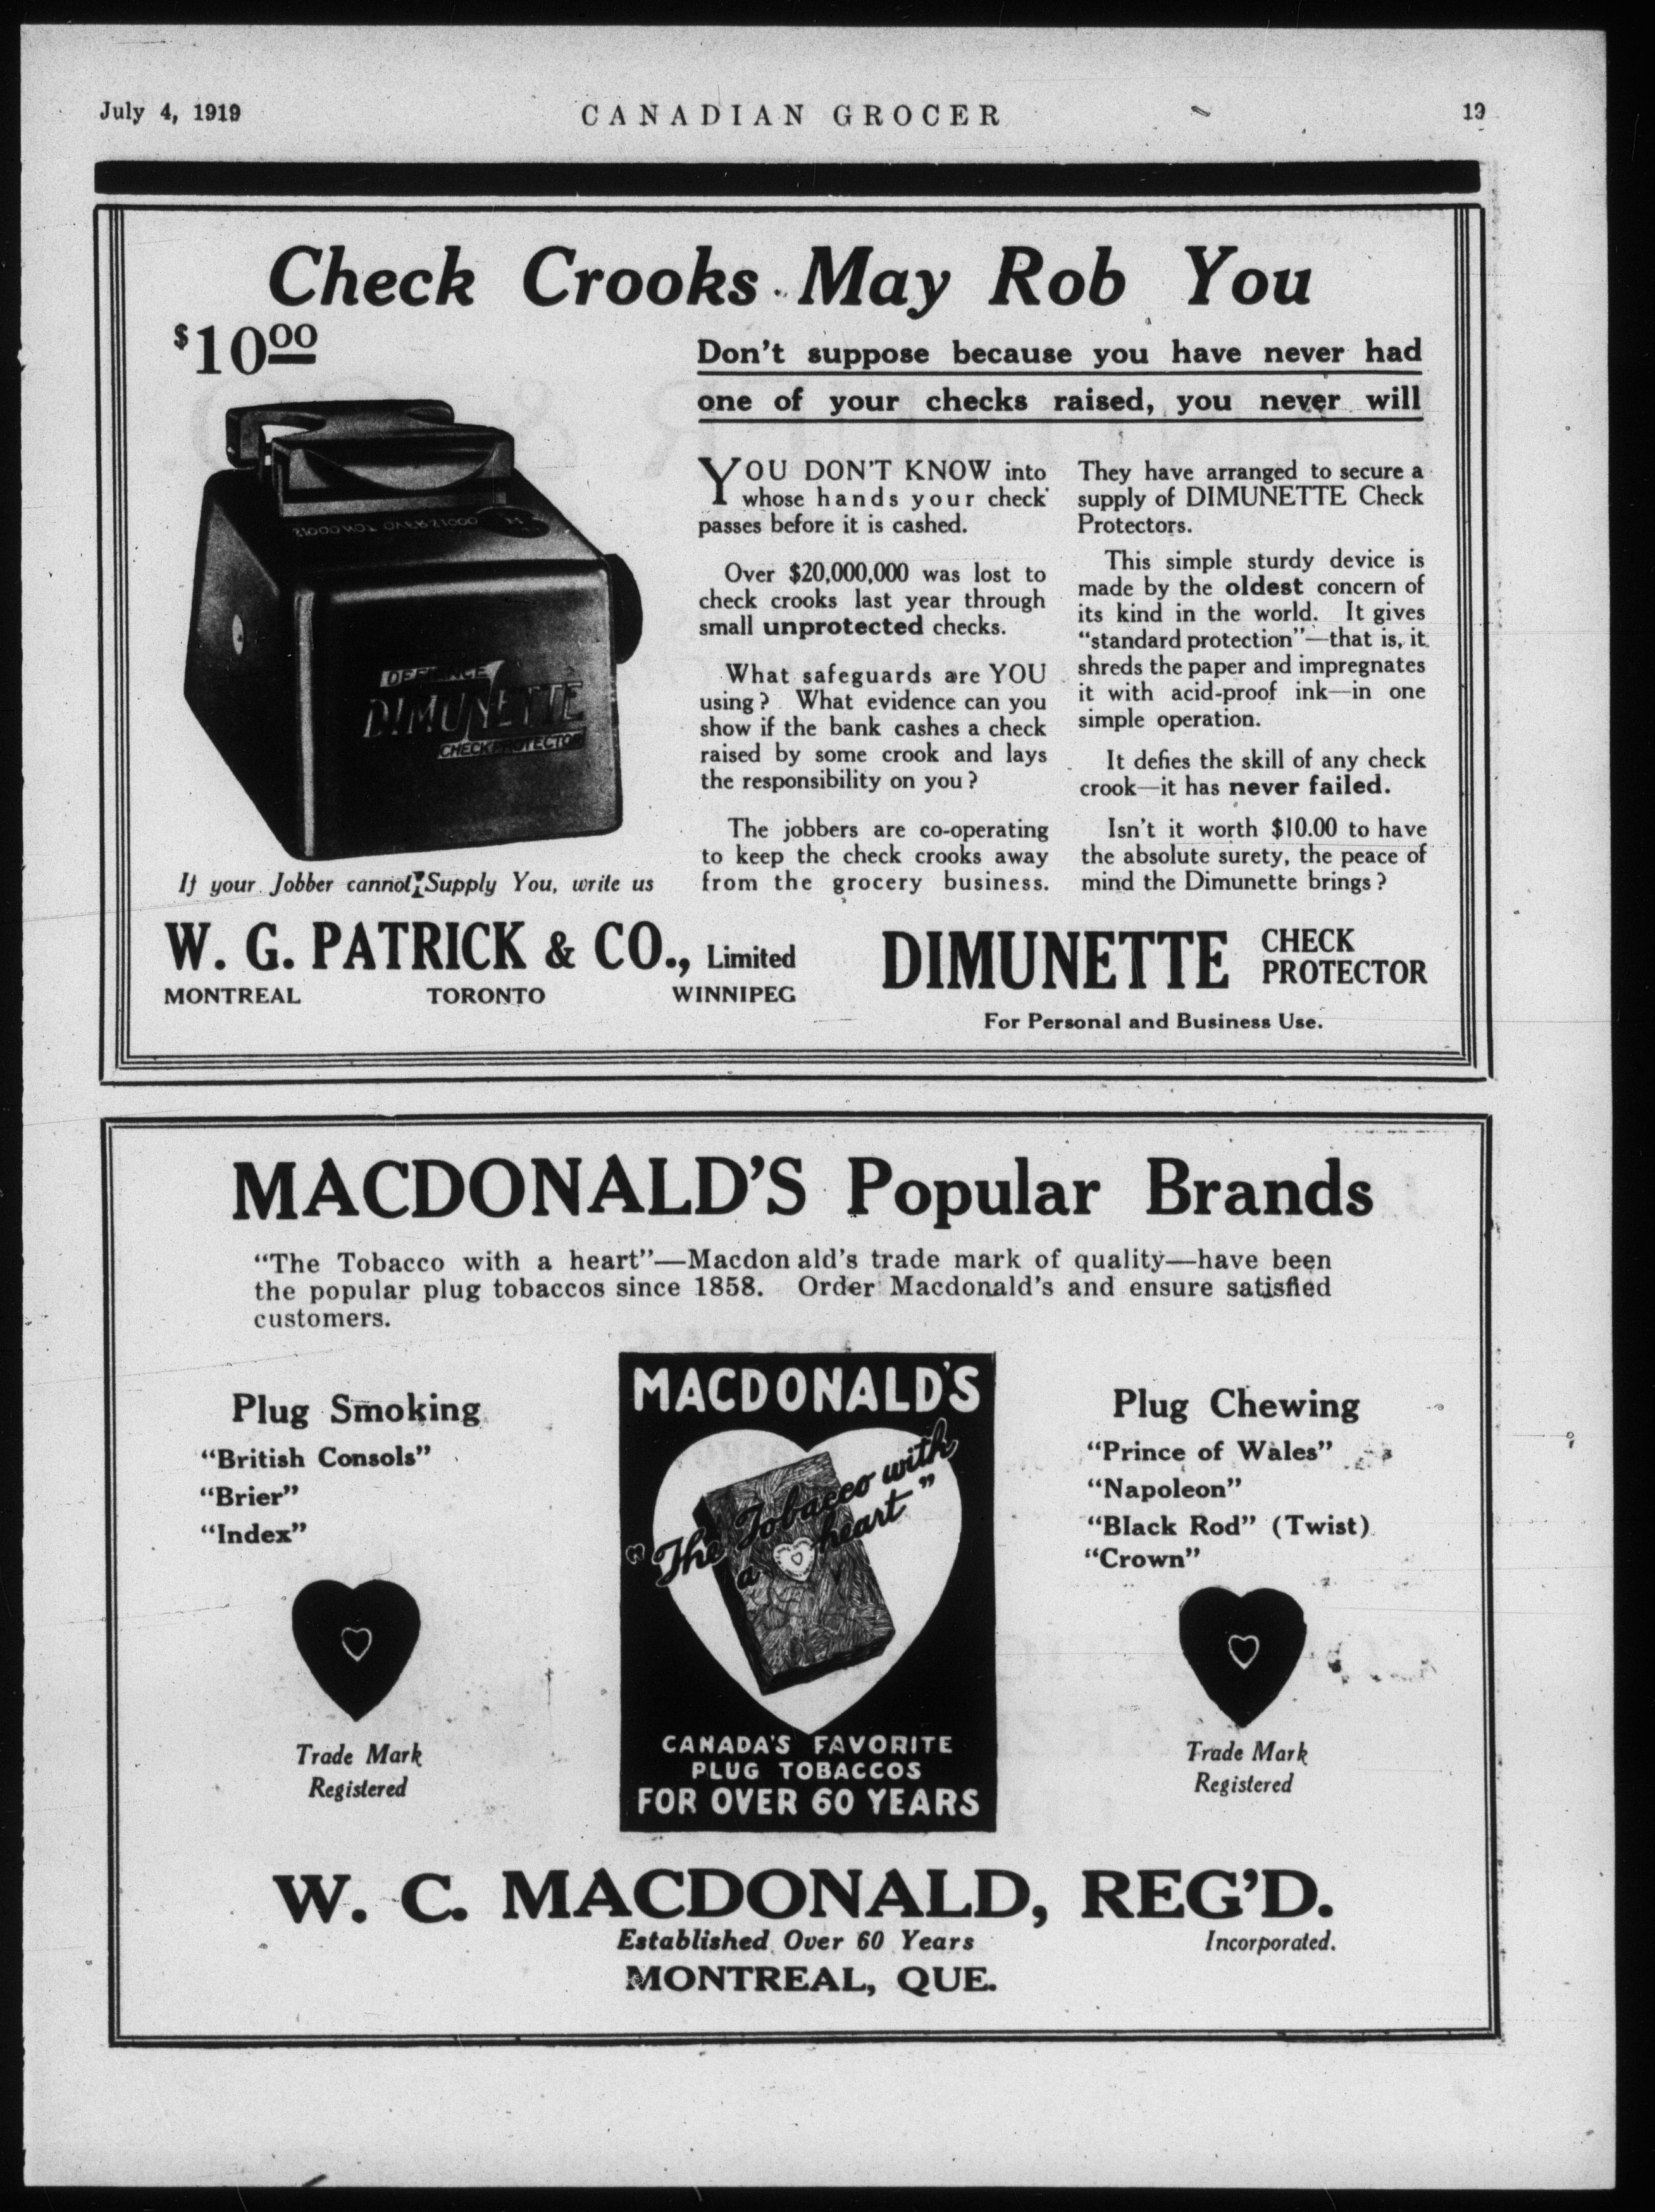 July 4, 1919
CANADIAN GROCER
19
Check Crooks May Rob You
$10.00
Don't suppose because you have never had
one of your checks raised, you never will
DEFIANCE
DIMUNETTE
CHECK PROTECTOR
If your Jobber cannot Supply You, write us
YOU DON'T KNOW into
whose hands your check
passes before it is cashed.
Over $20,000,000 was lost to
check crooks last year through
small unprotected checks.
What safeguards are YOU
using? What evidence can you
show if the bank cashes a check
raised by some crook and lays
the responsibility on you?
The jobbers are co-operating
to keep the check crooks away
from the grocery business.
They have arranged to secure a
supply of DIMUNETTE Check
Protectors.
This simple sturdy device is
made by the oldest concern of
its kind in the world. It gives
"standard protection"—that is, it
shreds the paper and impregnates
it with acid-proof ink—in one
simple operation.
It defies the skill of any check
crook—it has never failed.
Isn't it worth $10.00 to have
the absolute surety, the peace of
mind the Dimunette brings?
W. G. PATRICK & CO., Limited
MONTREAL TORONTO WINNIPEG
DIMUNETTE CHECK
PROTECTOR
For Personal and Business Use.
MACDONALD'S Popular Brands
"The Tobacco with a heart"—Macdonald's trade mark of quality—have been
the popular plug tobaccos since 1858. Order Macdonald's and ensure satisfied
customers.
Plug Smoking
"British Consols"
"Brier"
"Index"
Trade Mark
Registered
MACDONALD'S
"The Tobacco with
a heart"
CANADA'S FAVORITE
PLUG TOBACCOS
FOR OVER 60 YEARS
Plug Chewing
"Prince of Wales"
"Napoleon"
"Black Rod" (Twist)
"Crown"
Trade Mark
Registered
W. C. MACDONALD, REG'D.
Established Over 60 Years
Incorporated.
MONTREAL, QUE.